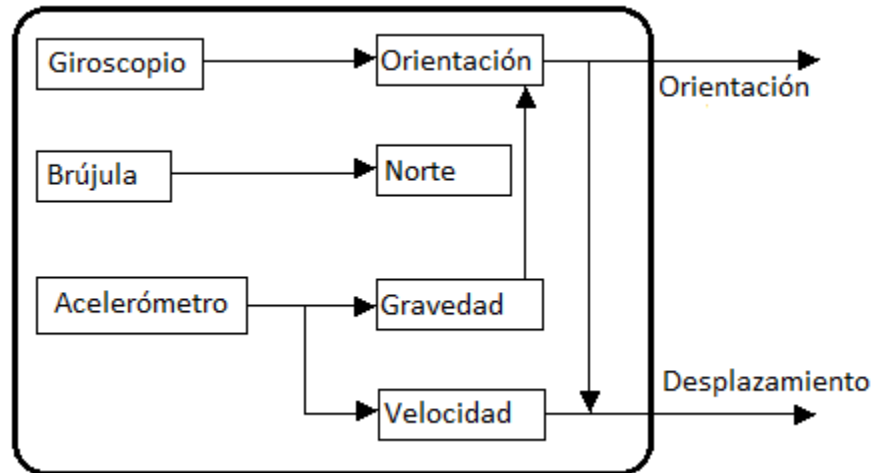 Giroscopio
Orientación
Orientación
Brújula
Norte
Acelerómetro
Gravedad
Desplazamiento
Velocidad